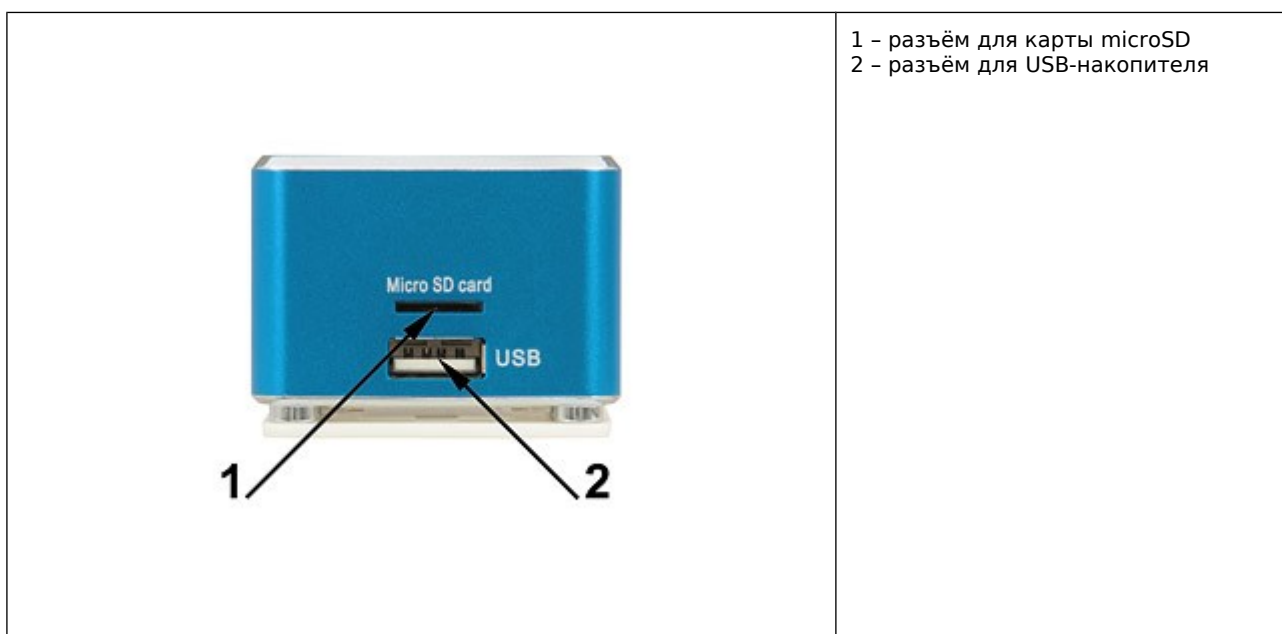 1 – разъём для карты microSD
2 – разъём для USB-накопителя
Micro SD card
USB
1
2